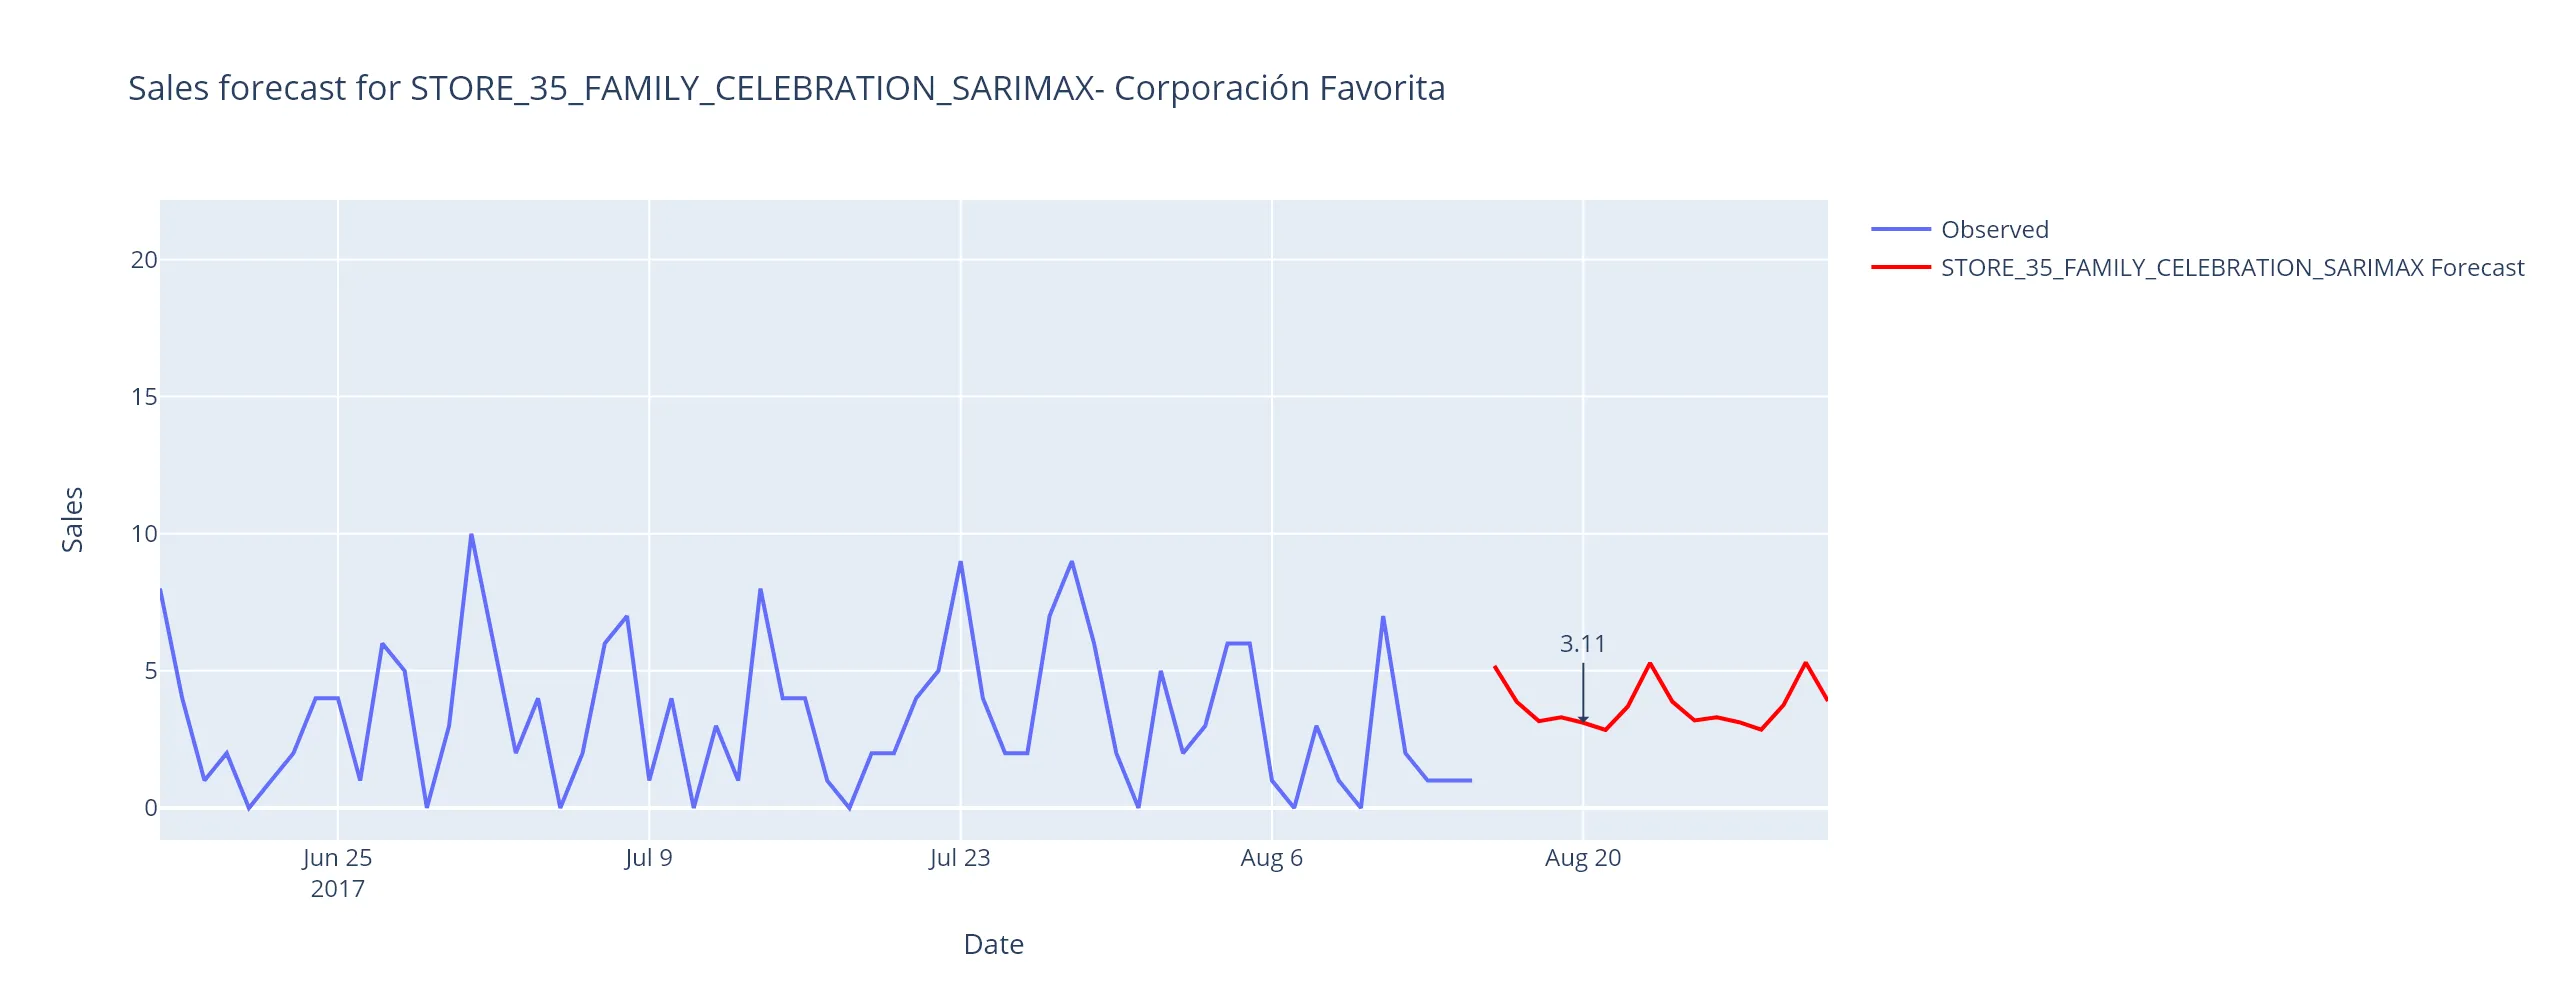 Sales forecast for STORE_35_FAMILY_CELEBRATION_SARIMAX- Corporación Favorita
Observed
STORE_35_FAMILY_CELEBRATION_SARIMAX Forecast
20
15
10
5
0
Sales
3.11
Jun 25
2017
Jul 9
Jul 23
Aug 6
Aug 20
Date